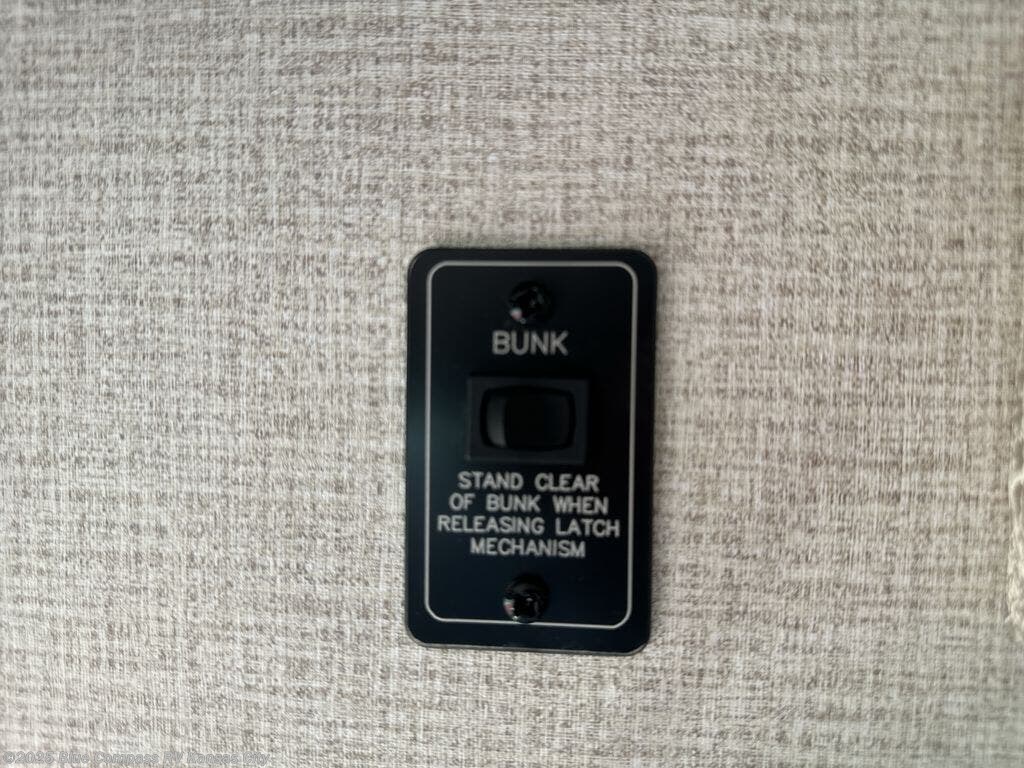 BUNK
STAND CLEAR
OF BUNK WHEN
RELEASING LATCH
MECHANISM